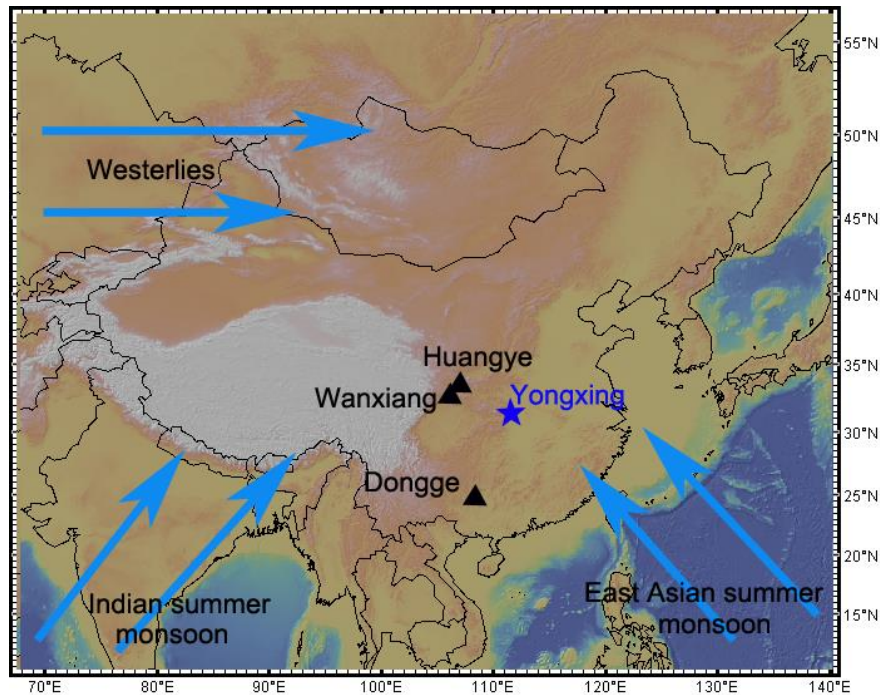 55°N
50°N
Westerlies
45°N
40°N
Huangye
35°N
Wanxiang
Yongxing
30°N
Dongge
25°N
20°N
Indian summer
monsoon
East Asian summer
monsoon
15°N
70°E 80°E 90°E 100°E 110°E 120°E 130°E 140°E